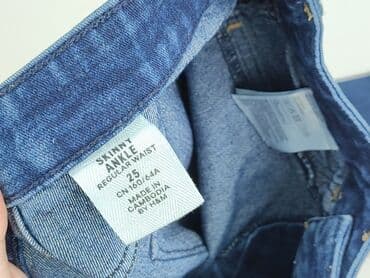 SKINNY
ANKLE
REGULAR WAIST
25
CN 160/64A
MADE IN
CAMBODIA
BY H&M